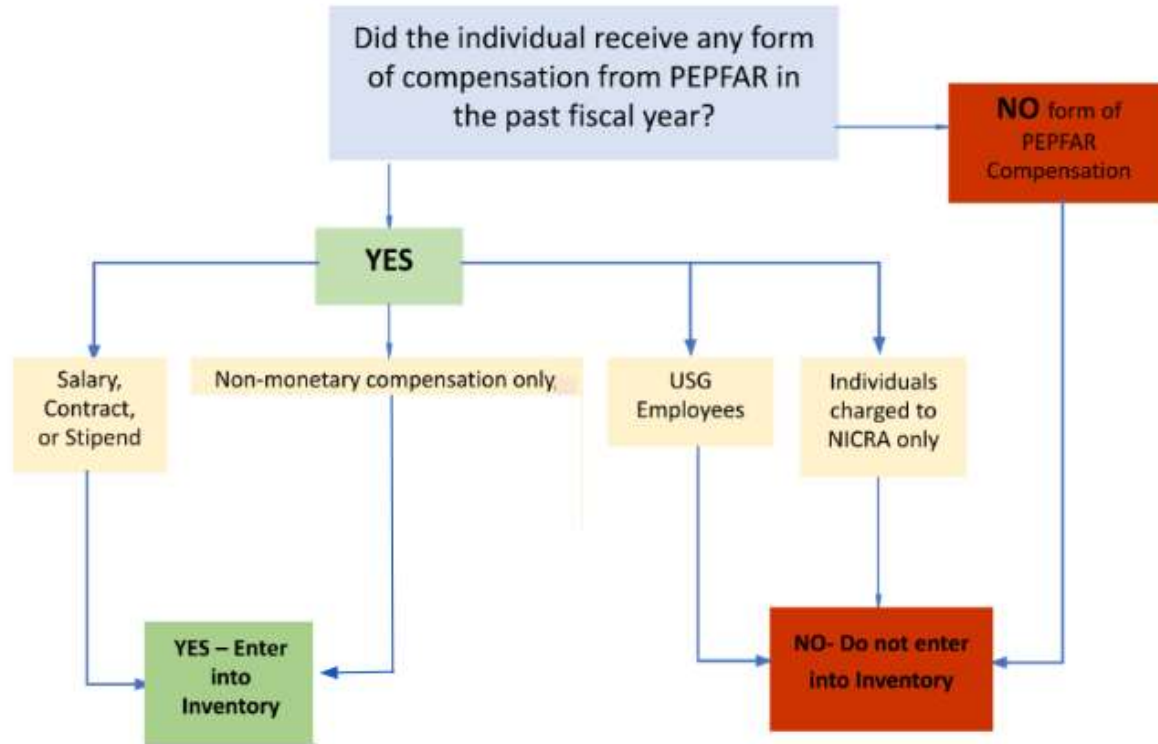 Did the individual receive any form
of compensation from PEPFAR in
the past fiscal year?
NO form of
PEPFAR
Compensation
YES
Salary,
Contract,
or Stipend
Non-monetary compensation only
USG
Employees
Individuals
charged to
NICRA only
YES – Enter
into
Inventory
NO- Do not enter
into Inventory